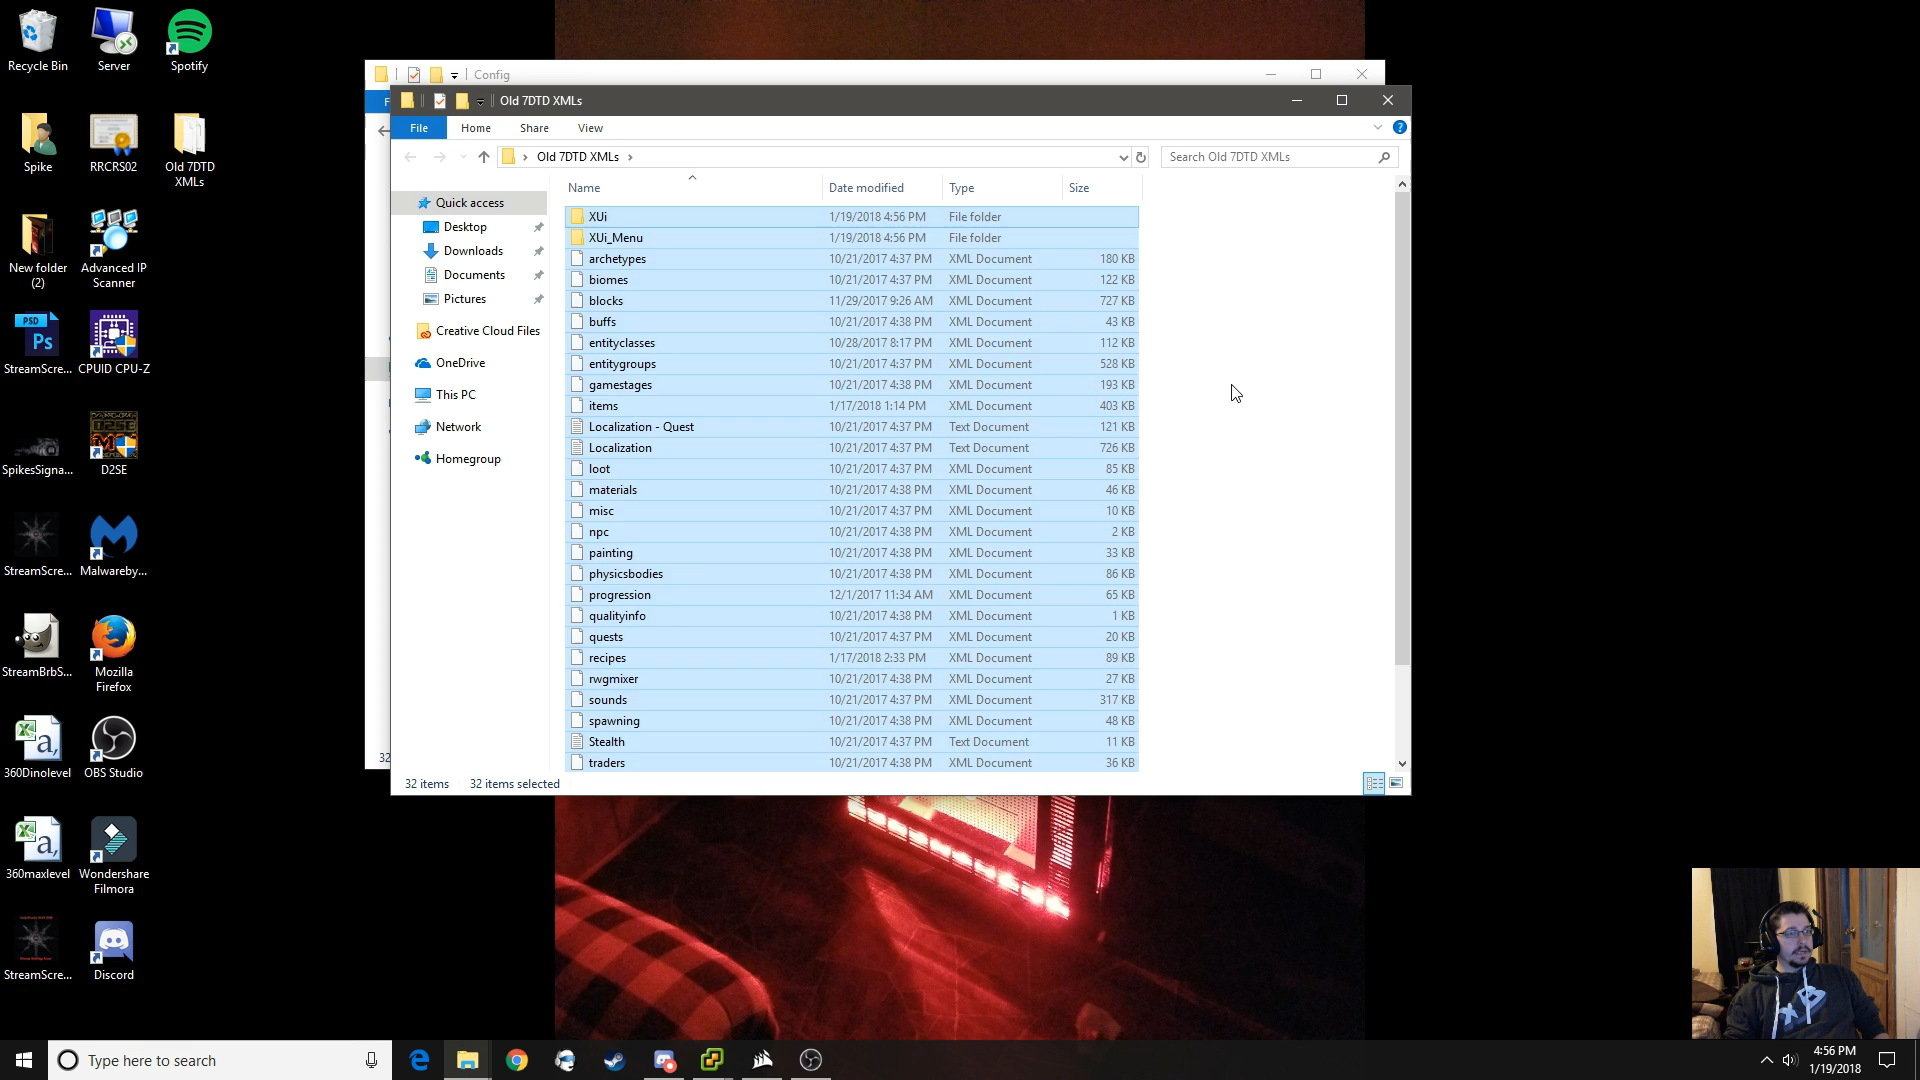 Recycle Bin
Server
Spotify
Spike
RRCRS02
Old 7DTD
XMLs
New folder
(2)
Advanced IP
Scanner
PSD
Ps
StreamScre...
CPUID CPU-Z
SpikesSigna...
D2SE
StreamScre...
Malwareby...
StreamBrbS...
Mozilla
Firefox
360Dinolevel
OBS Studio
360maxlevel
Wondershare
Filmora
StreamScre...
Discord
Config
Old 7DTD XMLs
File
Home
Share
View
Old 7DTD XMLs
Search Old 7DTD XMLs
Quick access
Desktop
Downloads
Documents
Pictures
Creative Cloud Files
OneDrive
This PC
Network
Homegroup
Name Date modified Type Size
XUi 1/19/2018 4:56 PM File folder
XUi_Menu 1/19/2018 4:56 PM File folder
archetypes 10/21/2017 4:37 PM XML Document 180 KB
biomes 10/21/2017 4:37 PM XML Document 122 KB
blocks 11/29/2017 9:26 AM XML Document 727 KB
buffs 10/21/2017 4:38 PM XML Document 43 KB
entityclasses 10/28/2017 8:17 PM XML Document 112 KB
entitygroups 10/21/2017 4:37 PM XML Document 528 KB
gamestages 10/21/2017 4:38 PM XML Document 193 KB
items 1/17/2018 1:14 PM XML Document 403 KB
Localization - Quest 10/21/2017 4:37 PM Text Document 121 KB
Localization 10/21/2017 4:37 PM Text Document 726 KB
loot 10/21/2017 4:37 PM XML Document 85 KB
materials 10/21/2017 4:38 PM XML Document 46 KB
misc 10/21/2017 4:37 PM XML Document 10 KB
npc 10/21/2017 4:38 PM XML Document 2 KB
painting 10/21/2017 4:38 PM XML Document 33 KB
physicsbodies 10/21/2017 4:38 PM XML Document 86 KB
progression 12/1/2017 11:34 AM XML Document 65 KB
qualityinfo 10/21/2017 4:38 PM XML Document 1 KB
quests 10/21/2017 4:37 PM XML Document 20 KB
recipes 1/17/2018 2:33 PM XML Document 89 KB
rwgmixer 10/21/2017 4:38 PM XML Document 27 KB
sounds 10/21/2017 4:37 PM XML Document 317 KB
spawning 10/21/2017 4:38 PM XML Document 48 KB
Stealth 10/21/2017 4:37 PM Text Document 11 KB
traders 10/21/2017 4:38 PM XML Document 36 KB
32
32 items
32 items selected
Type here to search
4:56 PM
1/19/2018